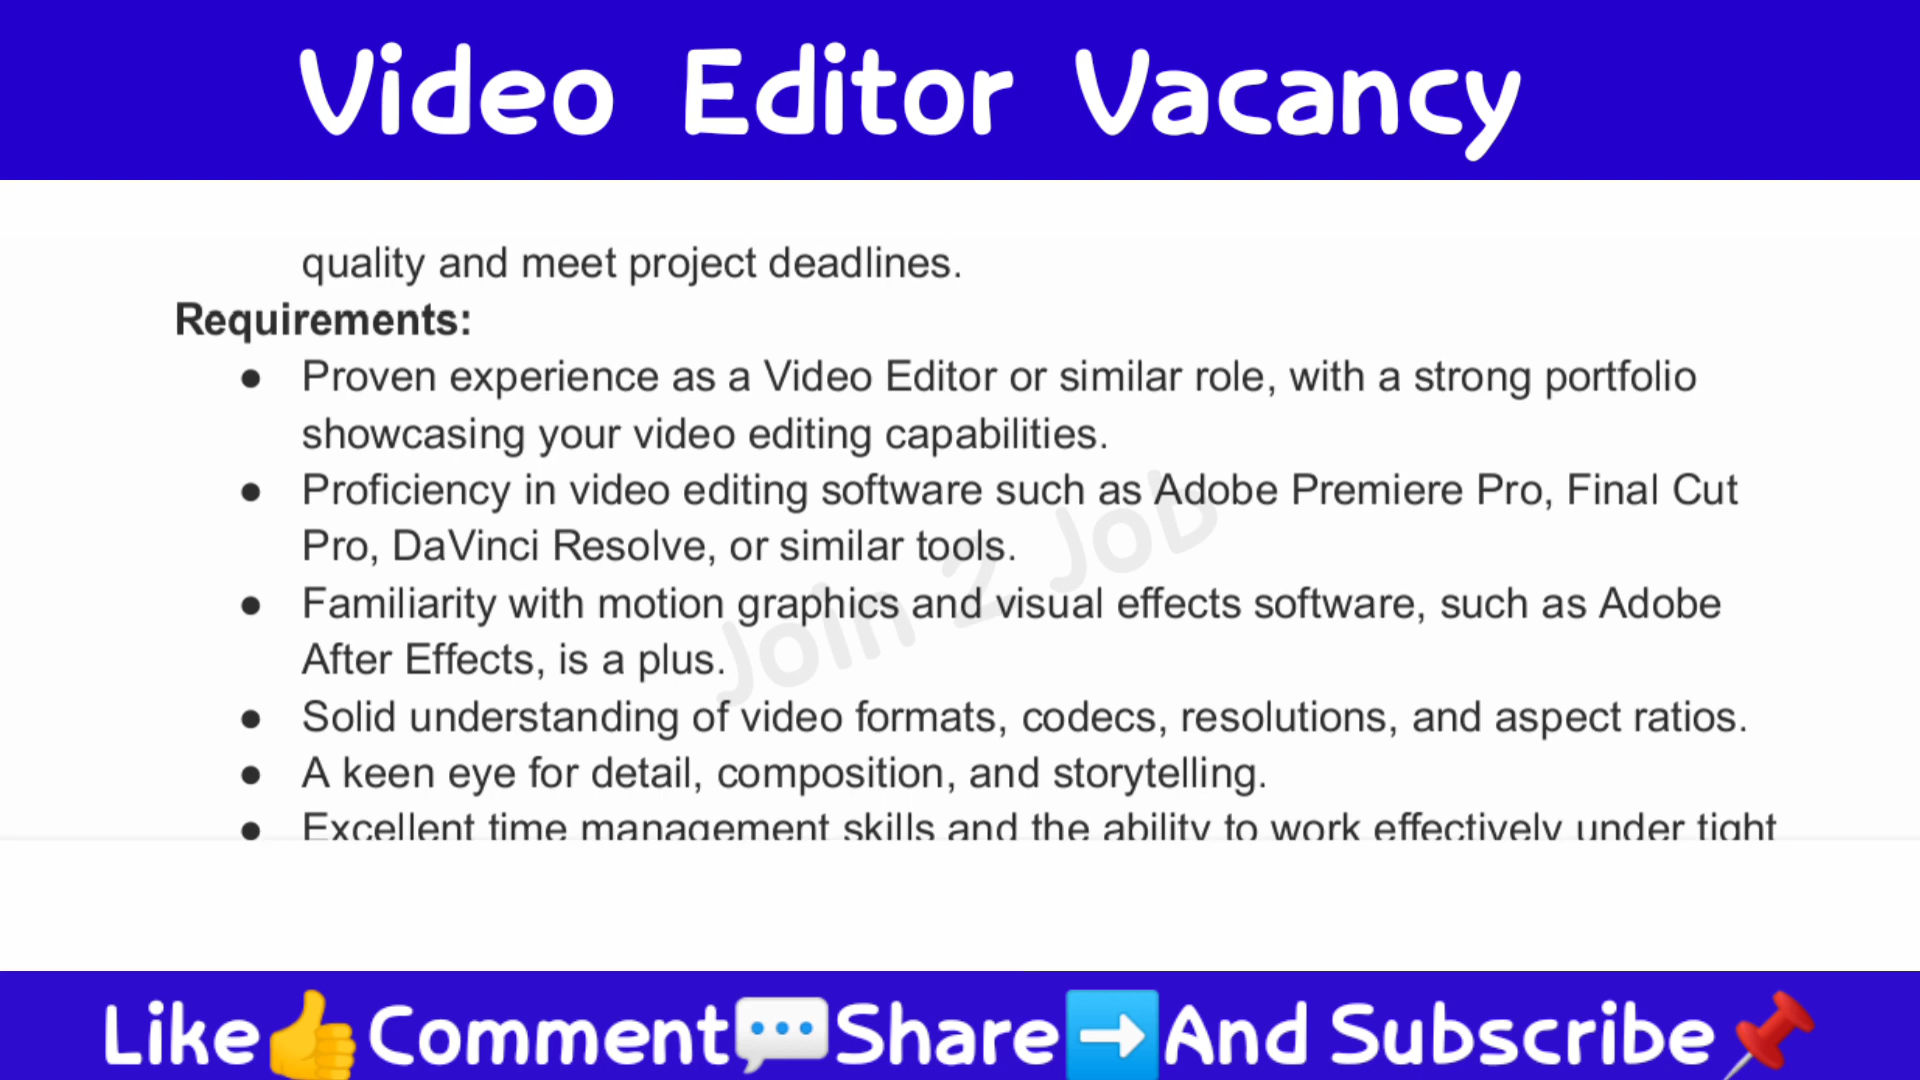 Video Editor Vacancy
quality and meet project deadlines.
Requirements:
● Proven experience as a Video Editor or similar role, with a strong portfolio
showcasing your video editing capabilities.
● Proficiency in video editing software such as Adobe Premiere Pro, Final Cut
Pro, DaVinci Resolve, or similar tools.
● Familiarity with motion graphics and visual effects software, such as Adobe
After Effects, is a plus.
● Solid understanding of video formats, codecs, resolutions, and aspect ratios.
● A keen eye for detail, composition, and storytelling.
● Excellent time management skills and the ability to work effectively under tight
Join 2 Job
Like👍Comment💬Share➡️And Subscribe📌